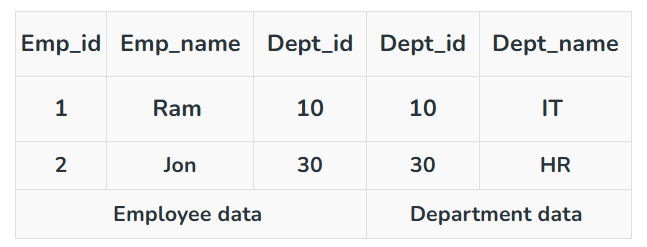 Emp_id Emp_name Dept_id Dept_id Dept_name
1 Ram 10 10 IT
2 Jon 30 30 HR
Employee data Department data